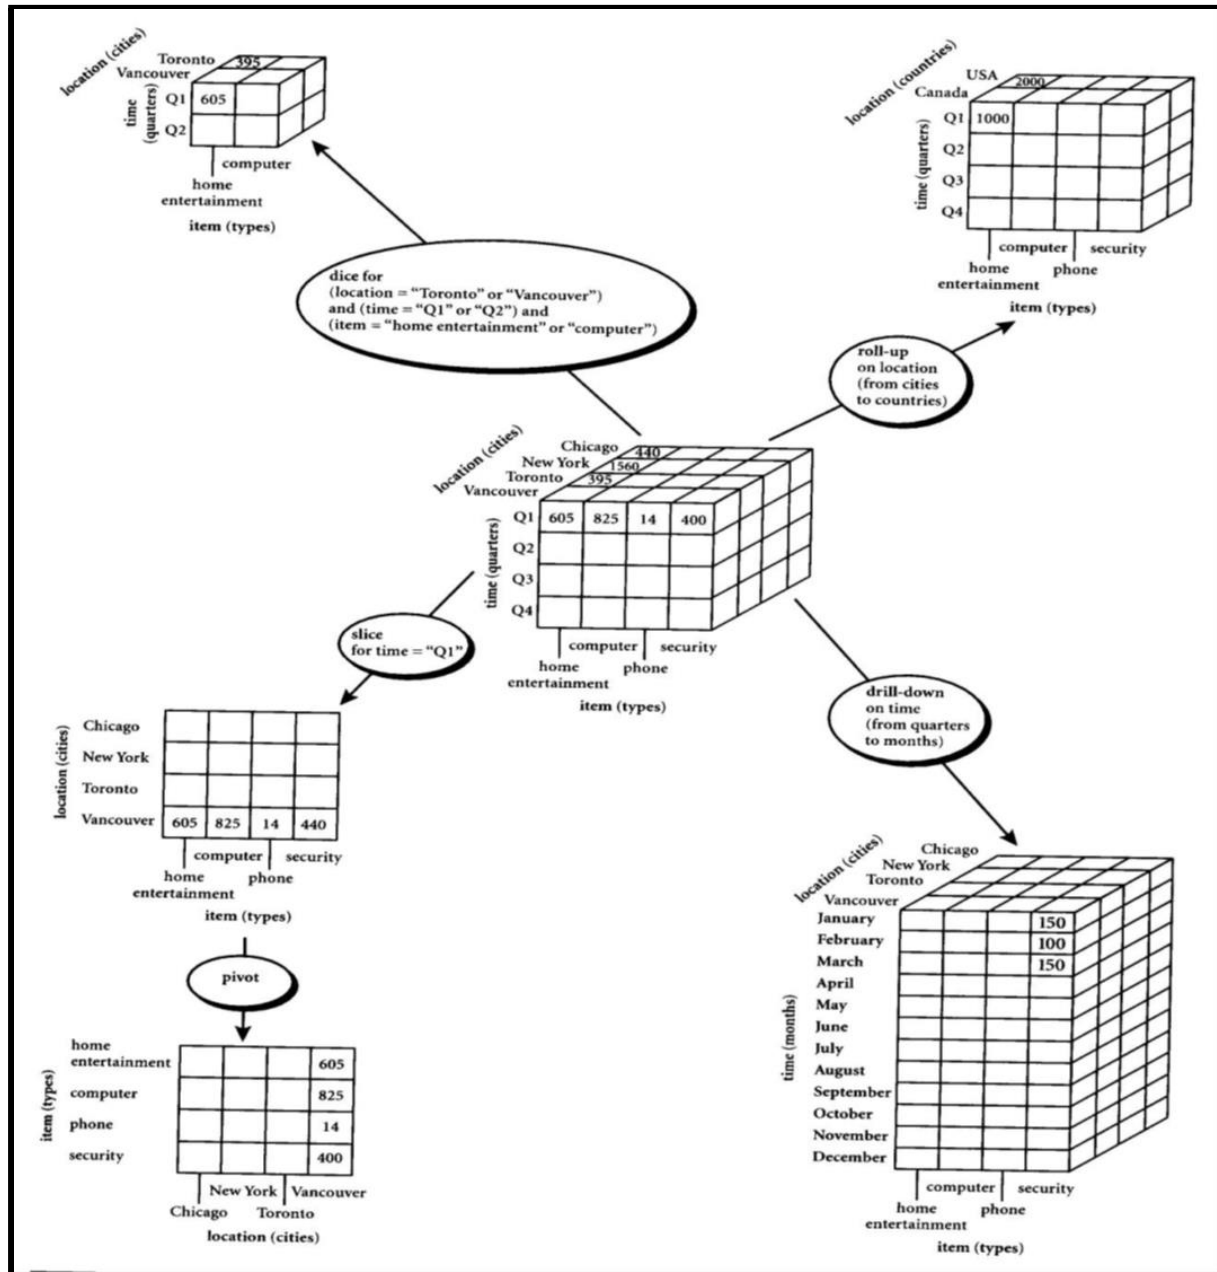 location (cities)
Toronto
395
Vancouver
time
(quarters)
Q1
605
Q2
computer
home
entertainment
item (types)
location (countries)
USA
2000
Canada
time (quarters)
Q1
1000
Q2
Q3
Q4
computer
security
home
entertainment
phone
item (types)
dice for
(location = “Toronto” or “Vancouver”)
and (time = “Q1” or “Q2”) and
(item = “home entertainment” or “computer”)
roll-up
on location
(from cities
to countries)
location (cities)
Chicago
440
New York
1560
Toronto
395
Vancouver
time (quarters)
Q1
605 825 14 400
Q2
Q3
Q4
computer
security
home
entertainment
phone
item (types)
slice
for time = “Q1”
drill-down
on time
(from quarters
to months)
location (cities)
Chicago
New York
Toronto
Vancouver
605 825 14 440
computer
security
home
entertainment
phone
item (types)
pivot
item (types)
home
entertainment
605
computer
825
phone
14
security
400
New York
Vancouver
Chicago
Toronto
location (cities)
location (cities)
Chicago
New York
Toronto
Vancouver
time (months)
January
150
February
100
March
150
April
May
June
July
August
September
October
November
December
computer
security
home
entertainment
phone
item (types)